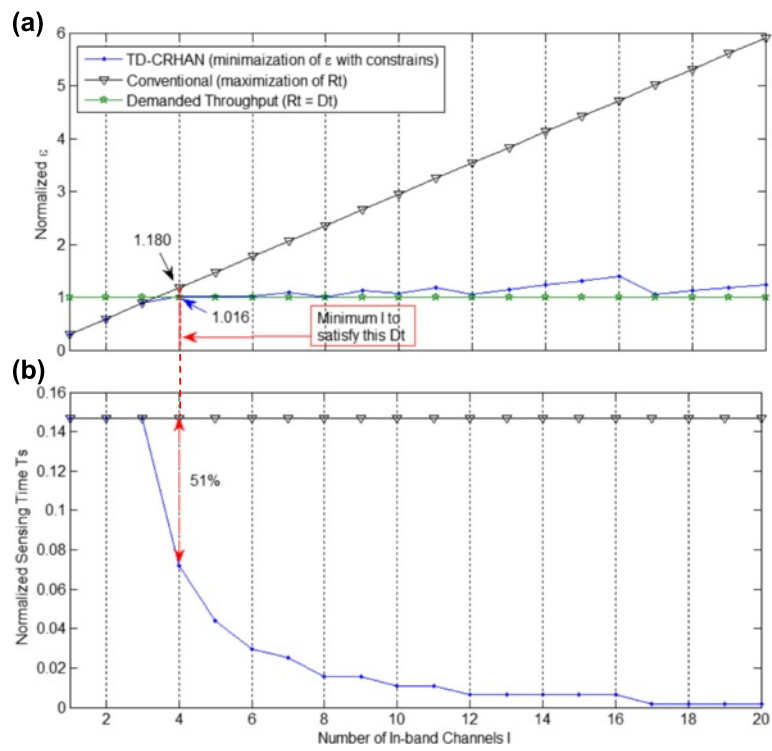 (a)
6
5
4
3
2
1
0
Normalized ε
TD-CRHAN (minimaization of ε with constrains)
Conventional (maximization of Rt)
Demanded Throughput (Rt = Dt)
1.180
1.016
Minimum I to
satisfy this Dt
(b)
0.16
0.14
0.12
0.1
0.08
0.06
0.04
0.02
0
Normalized Sensing Time Ts
51%
2 4 6 8 10 12 14 16 18 20
Number of In-band Channels I